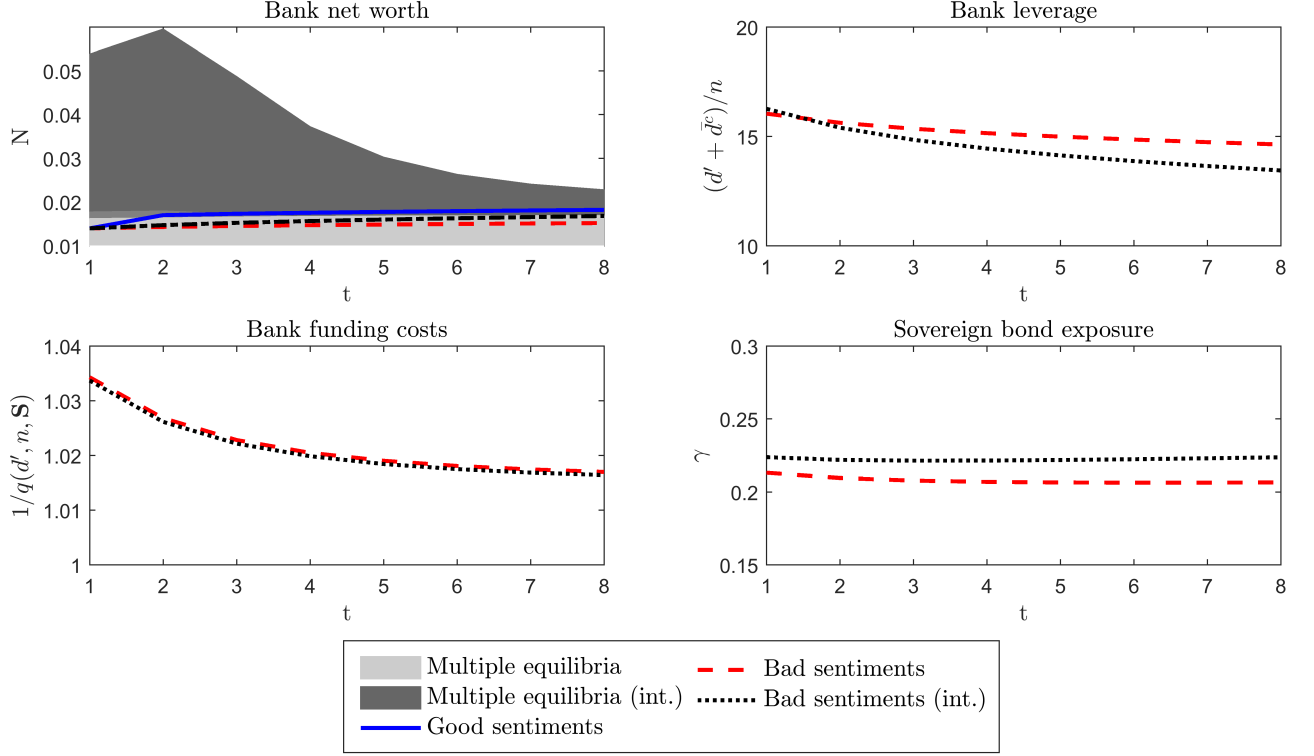 Bank net worth
0.05
0.04
0.03
0.02
0.01
N
1 2 3 4 5 6 7 8
t
Bank leverage
20
15
10
(d′ + d̄ᶜ)/n
1 2 3 4 5 6 7 8
t
Bank funding costs
1.04
1.03
1.02
1.01
1
1/q(d′, n, S)
1 2 3 4 5 6 7 8
t
Sovereign bond exposure
0.3
0.25
0.2
0.15
γ
1 2 3 4 5 6 7 8
t
Multiple equilibria
Multiple equilibria (int.)
Good sentiments
Bad sentiments
Bad sentiments (int.)